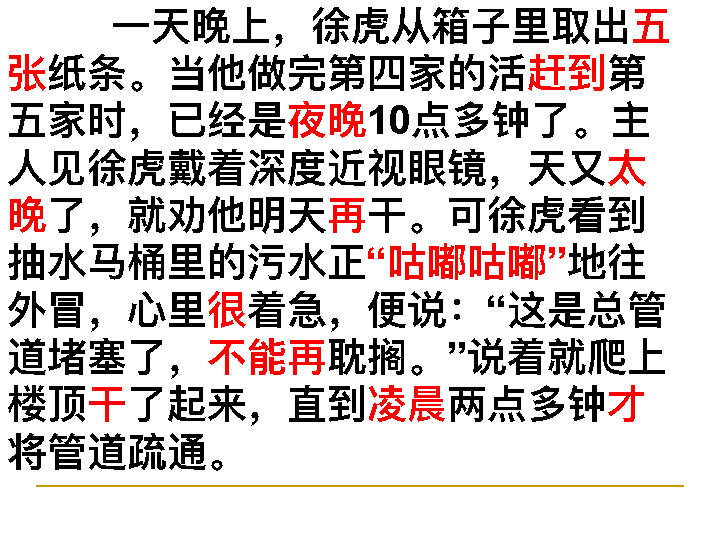 一天晚上，徐虎从箱子里取出五
张纸条。当他做完第四家的活赶到第
五家时，已经是夜晚10点多钟了。主
人见徐虎戴着深度近视眼镜，天又太
晚了，就劝他明天再干。可徐虎看到
抽水马桶里的污水正“咕嘟咕嘟”地往
外冒，心里很着急，便说：“这是总管
道堵塞了，不能再耽搁。”说着就爬上
楼顶干了起来，直到凌晨两点多钟才
将管道疏通。